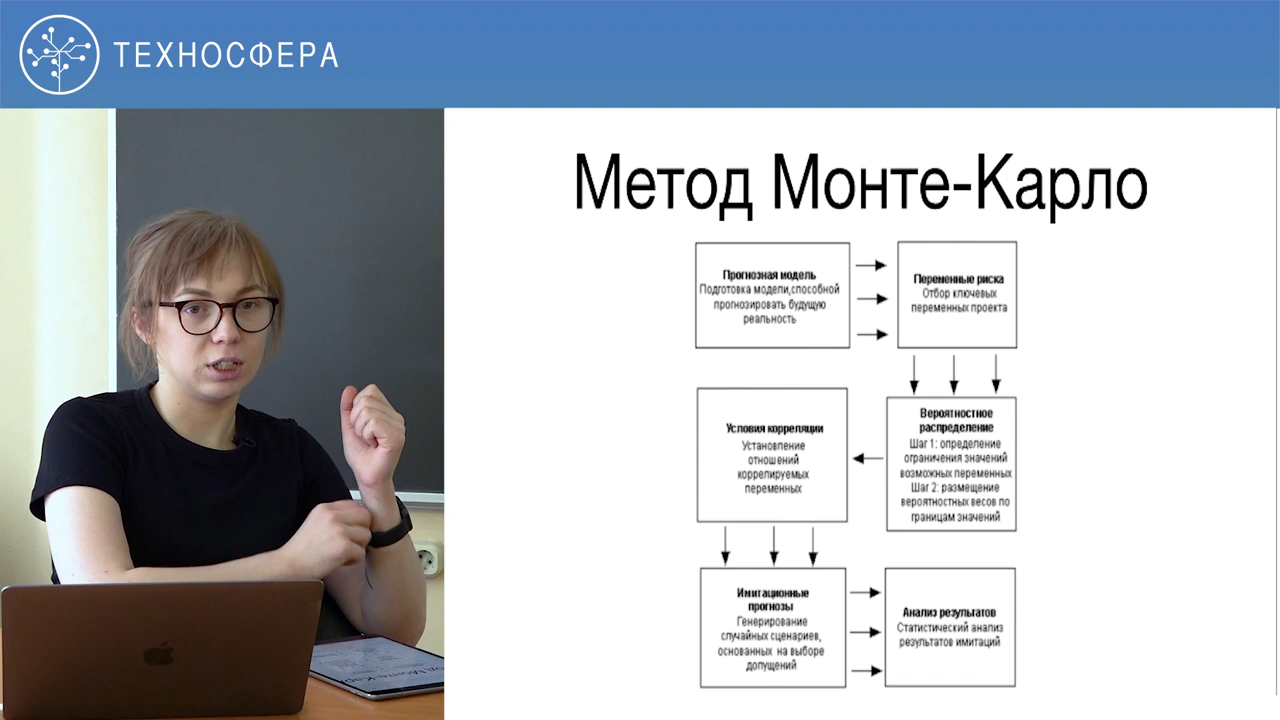 ТЕХНОСФЕРА
Метод Монте-Карло
Прогнозная модель
Подготовка модели,способной
прогнозировать будущую
реальность
Переменные риска
Отбор ключевых
переменных проекта
Вероятностное
распределение
Шаг 1: определение
ограничения значений
возможных переменных
Шаг 2: размещение
вероятностных весов по
границам значений
Условия корреляции
Установление
отношений
коррелируемых
переменных
Имитационные
прогнозы
Генерирование
случайных сценариев,
основанных на выборе
допущений
Анализ результатов
Статистический анализ
результатов имитаций